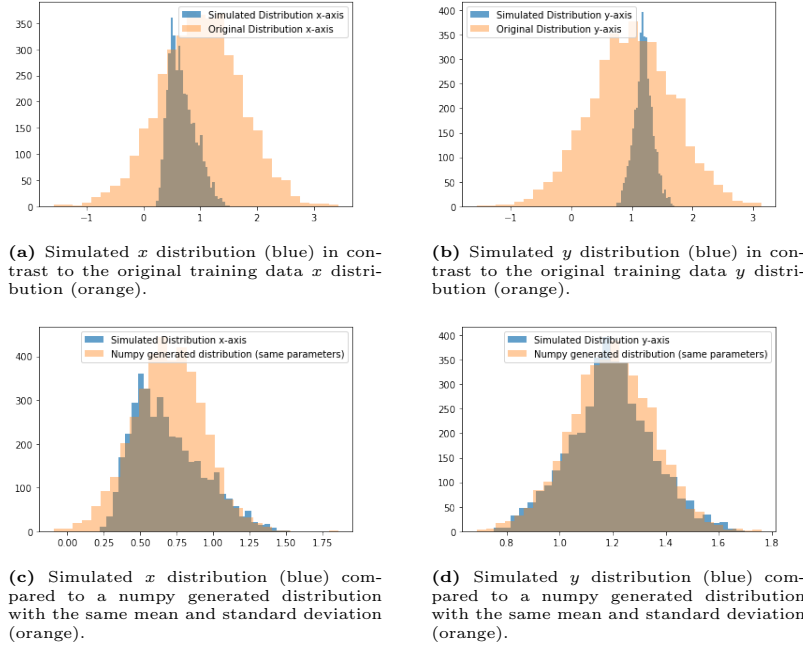 Simulated Distribution x-axis
Original Distribution x-axis
350
300
250
200
150
100
50
0
-1 0 1 2 3
(a) Simulated x distribution (blue) in con-
trast to the original training data x distri-
bution (orange).
Simulated Distribution y-axis
Original Distribution y-axis
400
350
300
250
200
150
100
50
0
-1 0 1 2 3
(b) Simulated y distribution (blue) in con-
trast to the original training data y distri-
bution (orange).
Simulated Distribution x-axis
Numpy generated distribution (same parameters)
400
300
200
100
0
0.00 0.25 0.50 0.75 1.00 1.25 1.50 1.75
(c) Simulated x distribution (blue) com-
pared to a numpy generated distribution
with the same mean and standard deviation
(orange).
Simulated Distribution y-axis
Numpy generated distribution (same parameters)
400
350
300
250
200
150
100
50
0
0.8 1.0 1.2 1.4 1.6 1.8
(d) Simulated y distribution (blue) com-
pared to a numpy generated distribution
with the same mean and standard deviation
(orange).